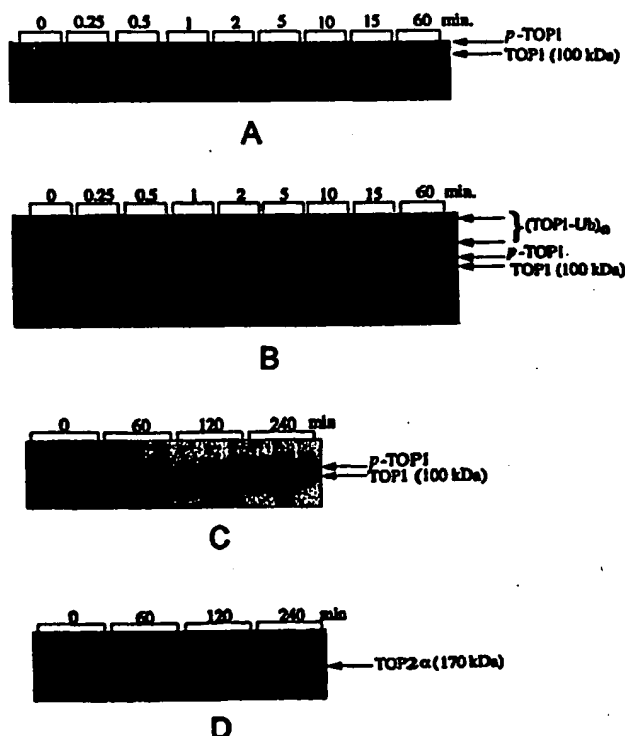 0 0.25 0.5 1 2 5 10 15 60 min.
p-TOP1
TOP1 (100 kDa)
A
0 0.25 0.5 1 2 5 10 15 60 min.
(TOP1-Ub)n
p-TOP1
TOP1 (100 kDa)
B
0 60 120 240 min
p-TOP1
TOP1 (100 kDa)
C
0 60 120 240 min
TOP2α (170 kDa)
D